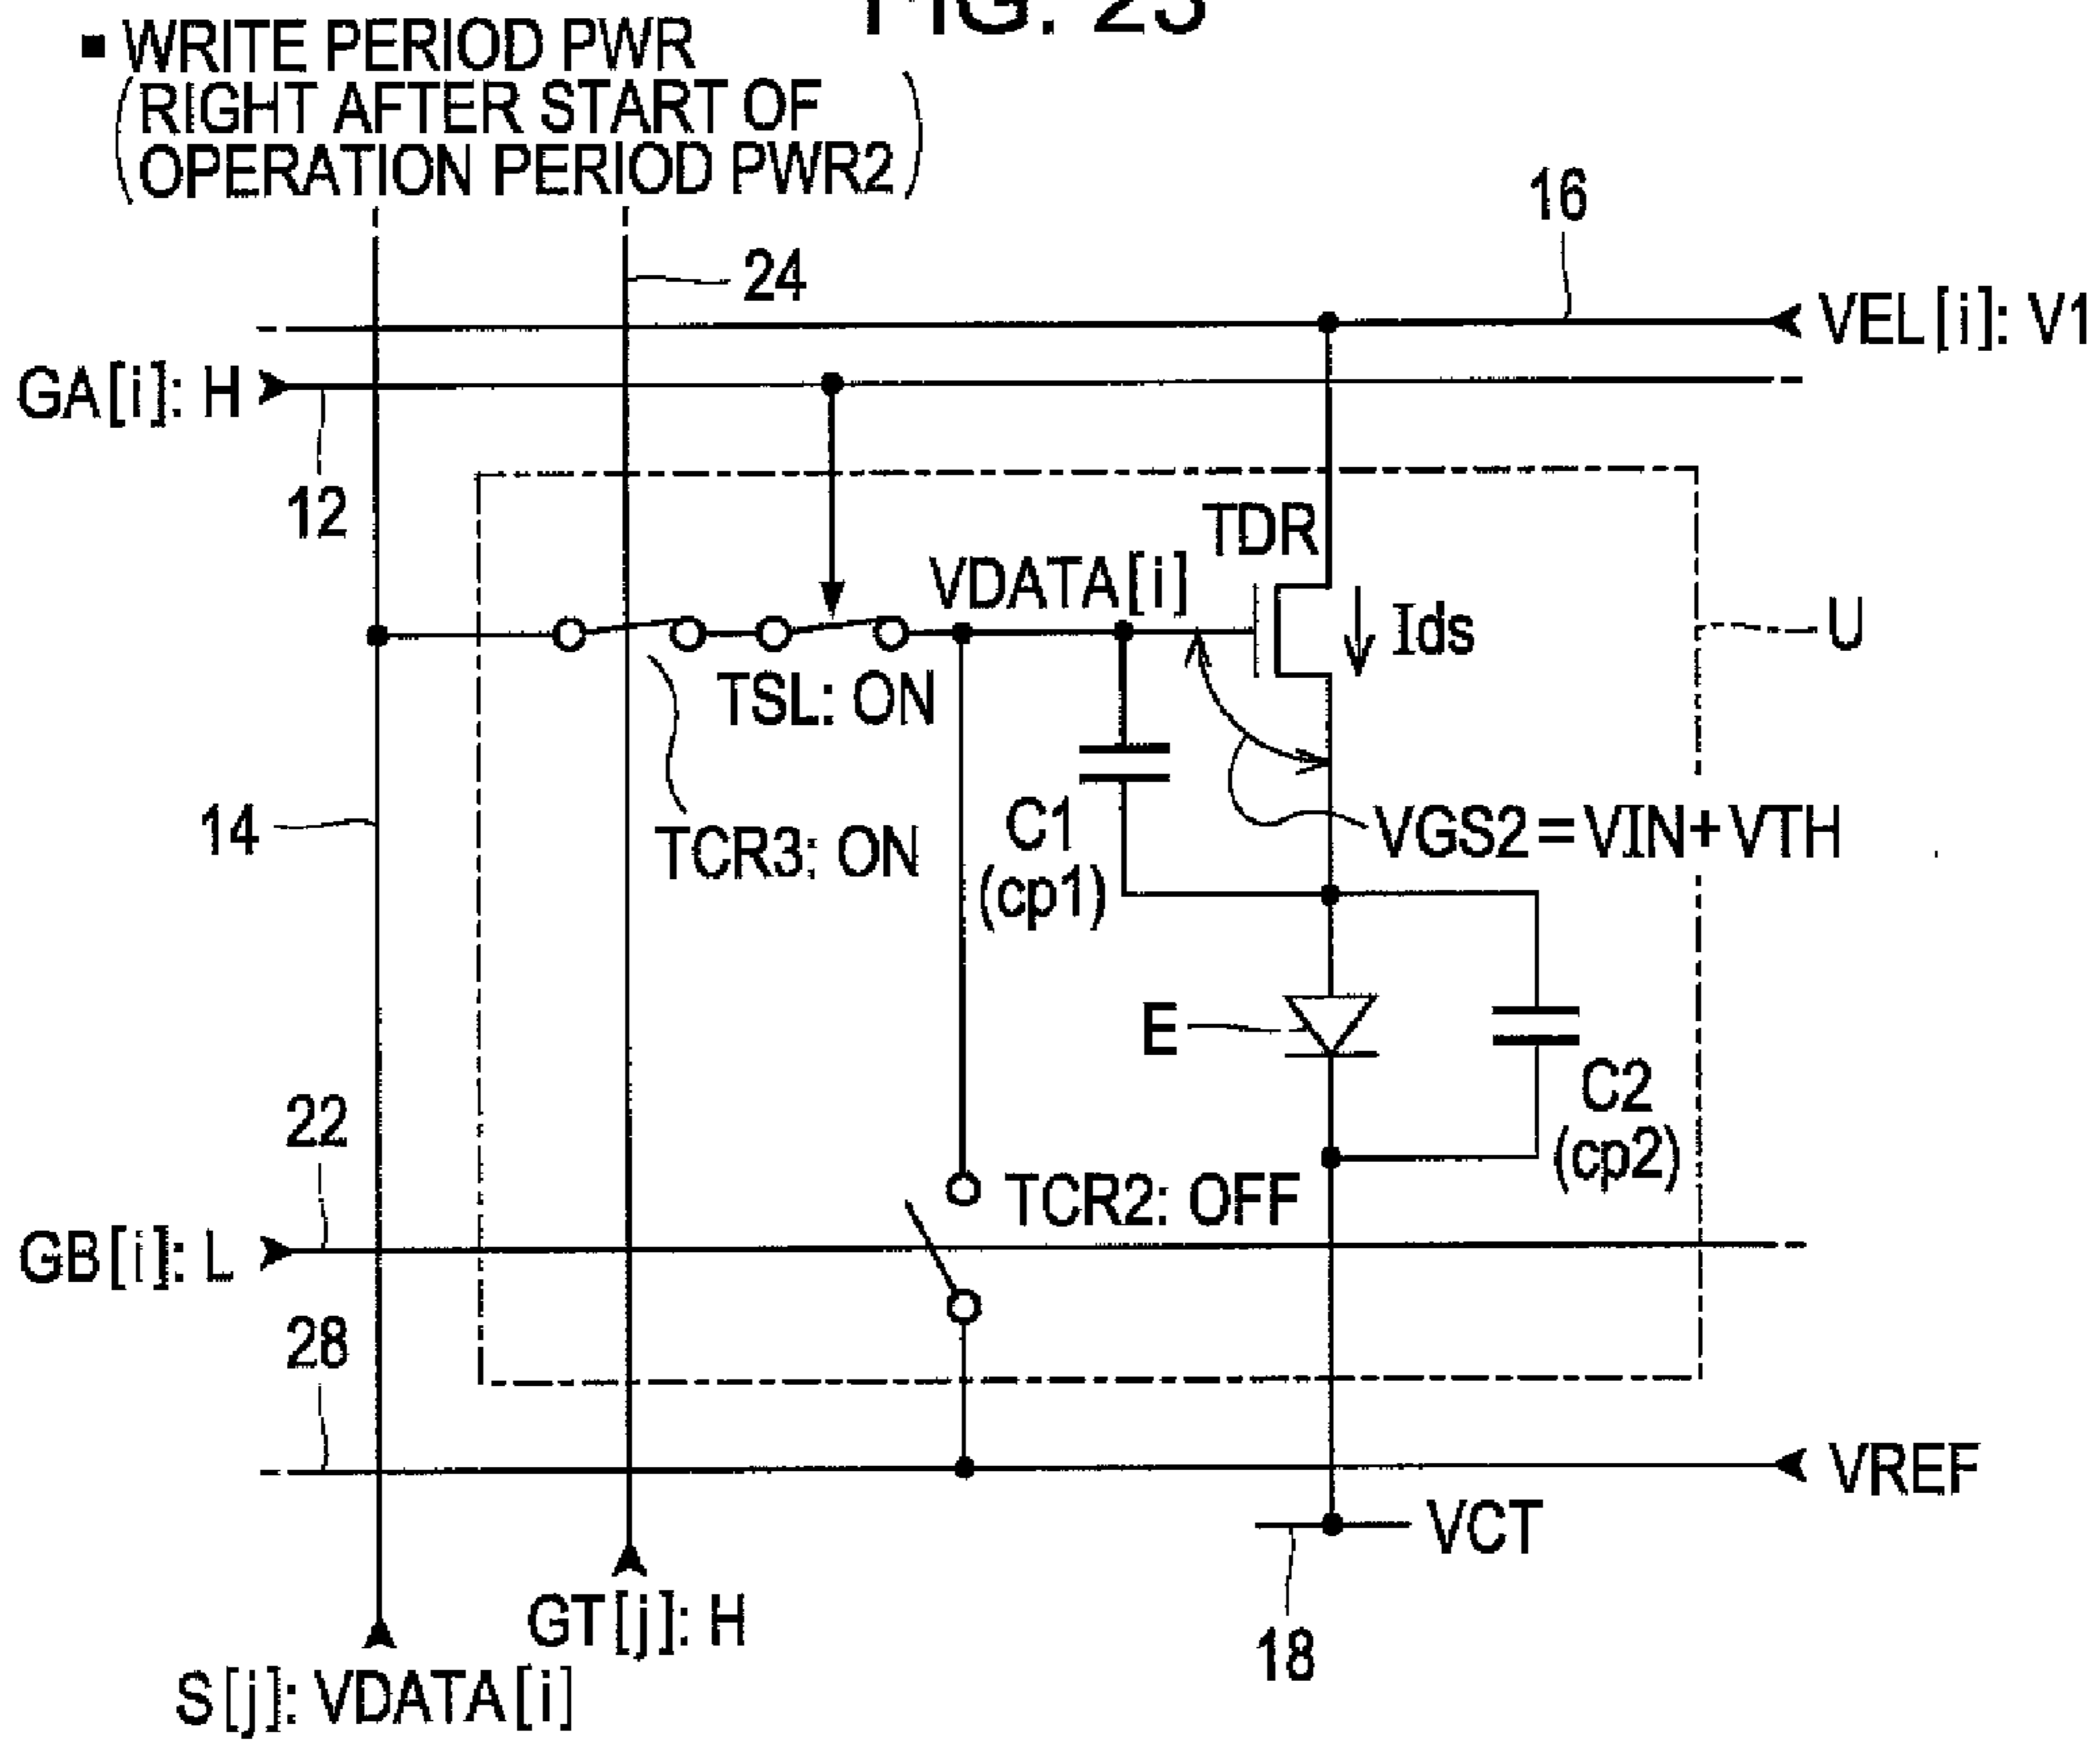 FIG. 23
■ WRITE PERIOD PWR
(RIGHT AFTER START OF
OPERATION PERIOD PWR2)
16
24
VEL[i]: V1
GA[i]: H
12
TDR
VDATA[i]
Ids
U
TSL: ON
14
C1
(cp1)
VGS2=VIN+VTH
TCR3: ON
E
C2
(cp2)
22
TCR2: OFF
GB[i]: L
28
VREF
VCT
GT[j]: H
18
S[j]: VDATA[i]